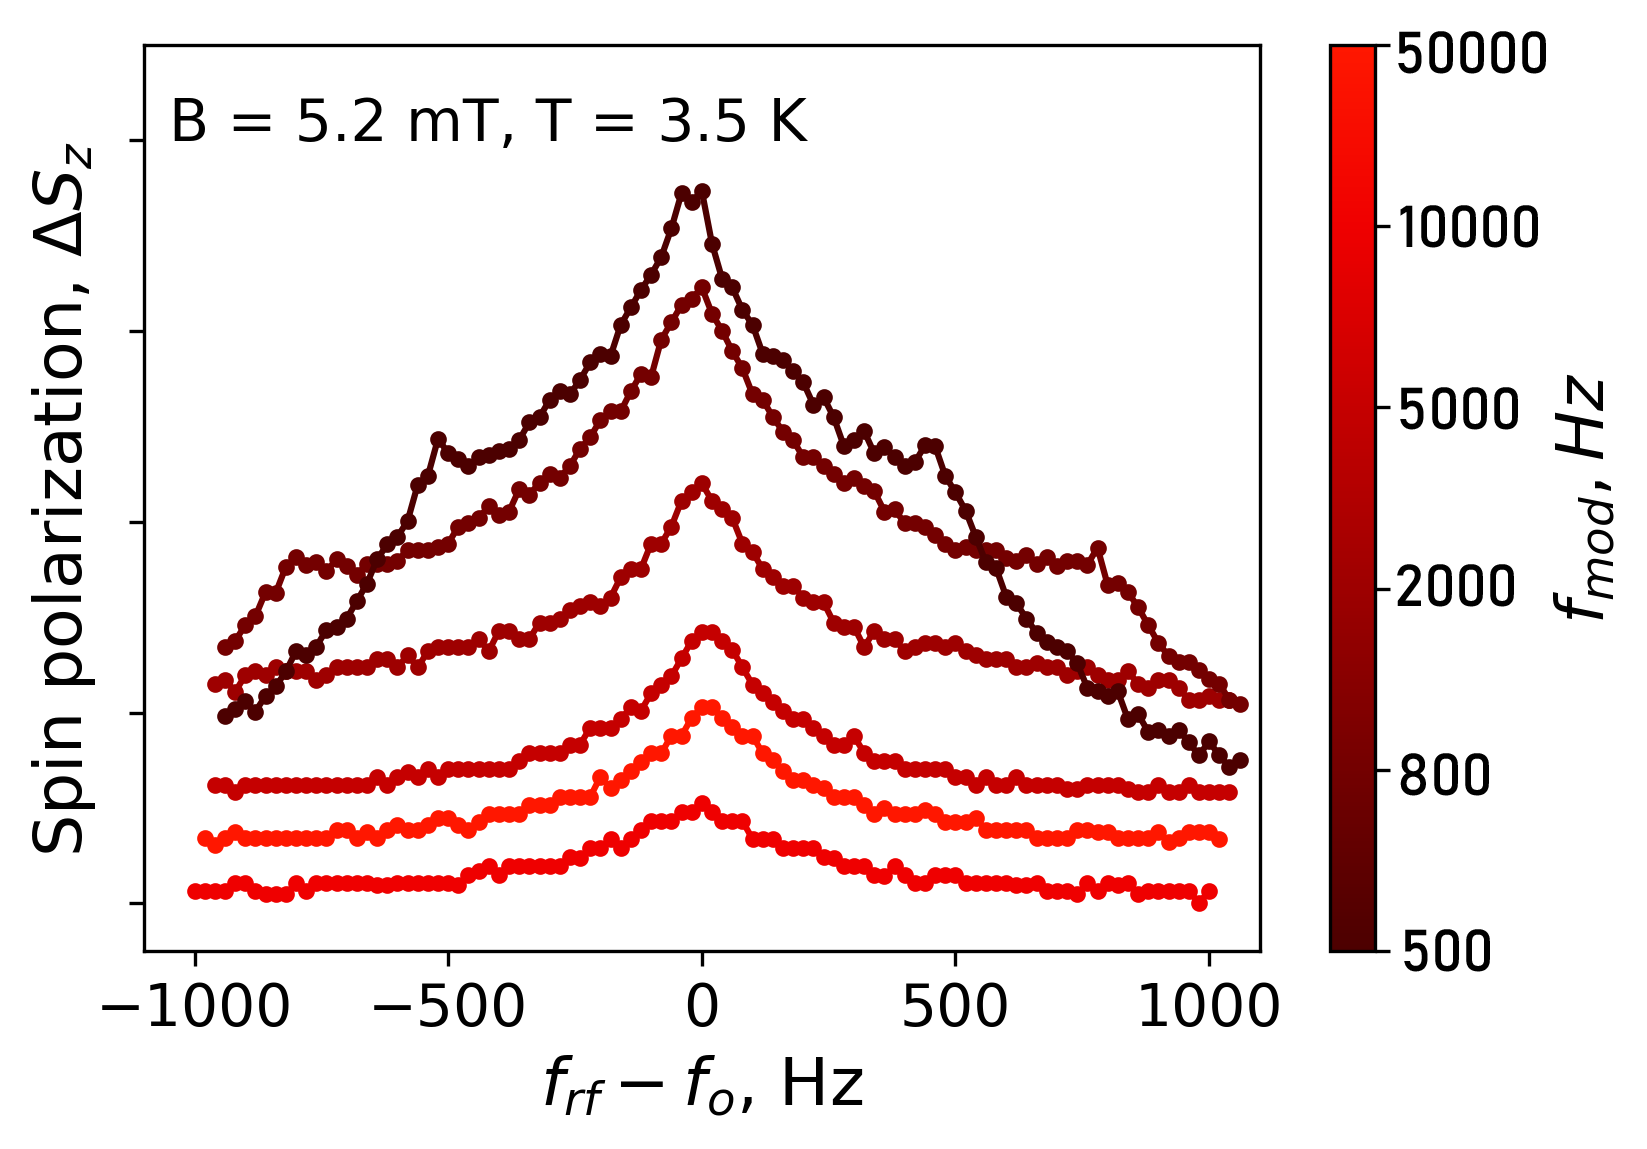 B = 5.2 mT, T = 3.5 K
Spin polarization, ΔS_z
−1000 −500 0 500 1000
f_rf − f_o, Hz
50000
10000
5000
2000
800
500
f_mod, Hz